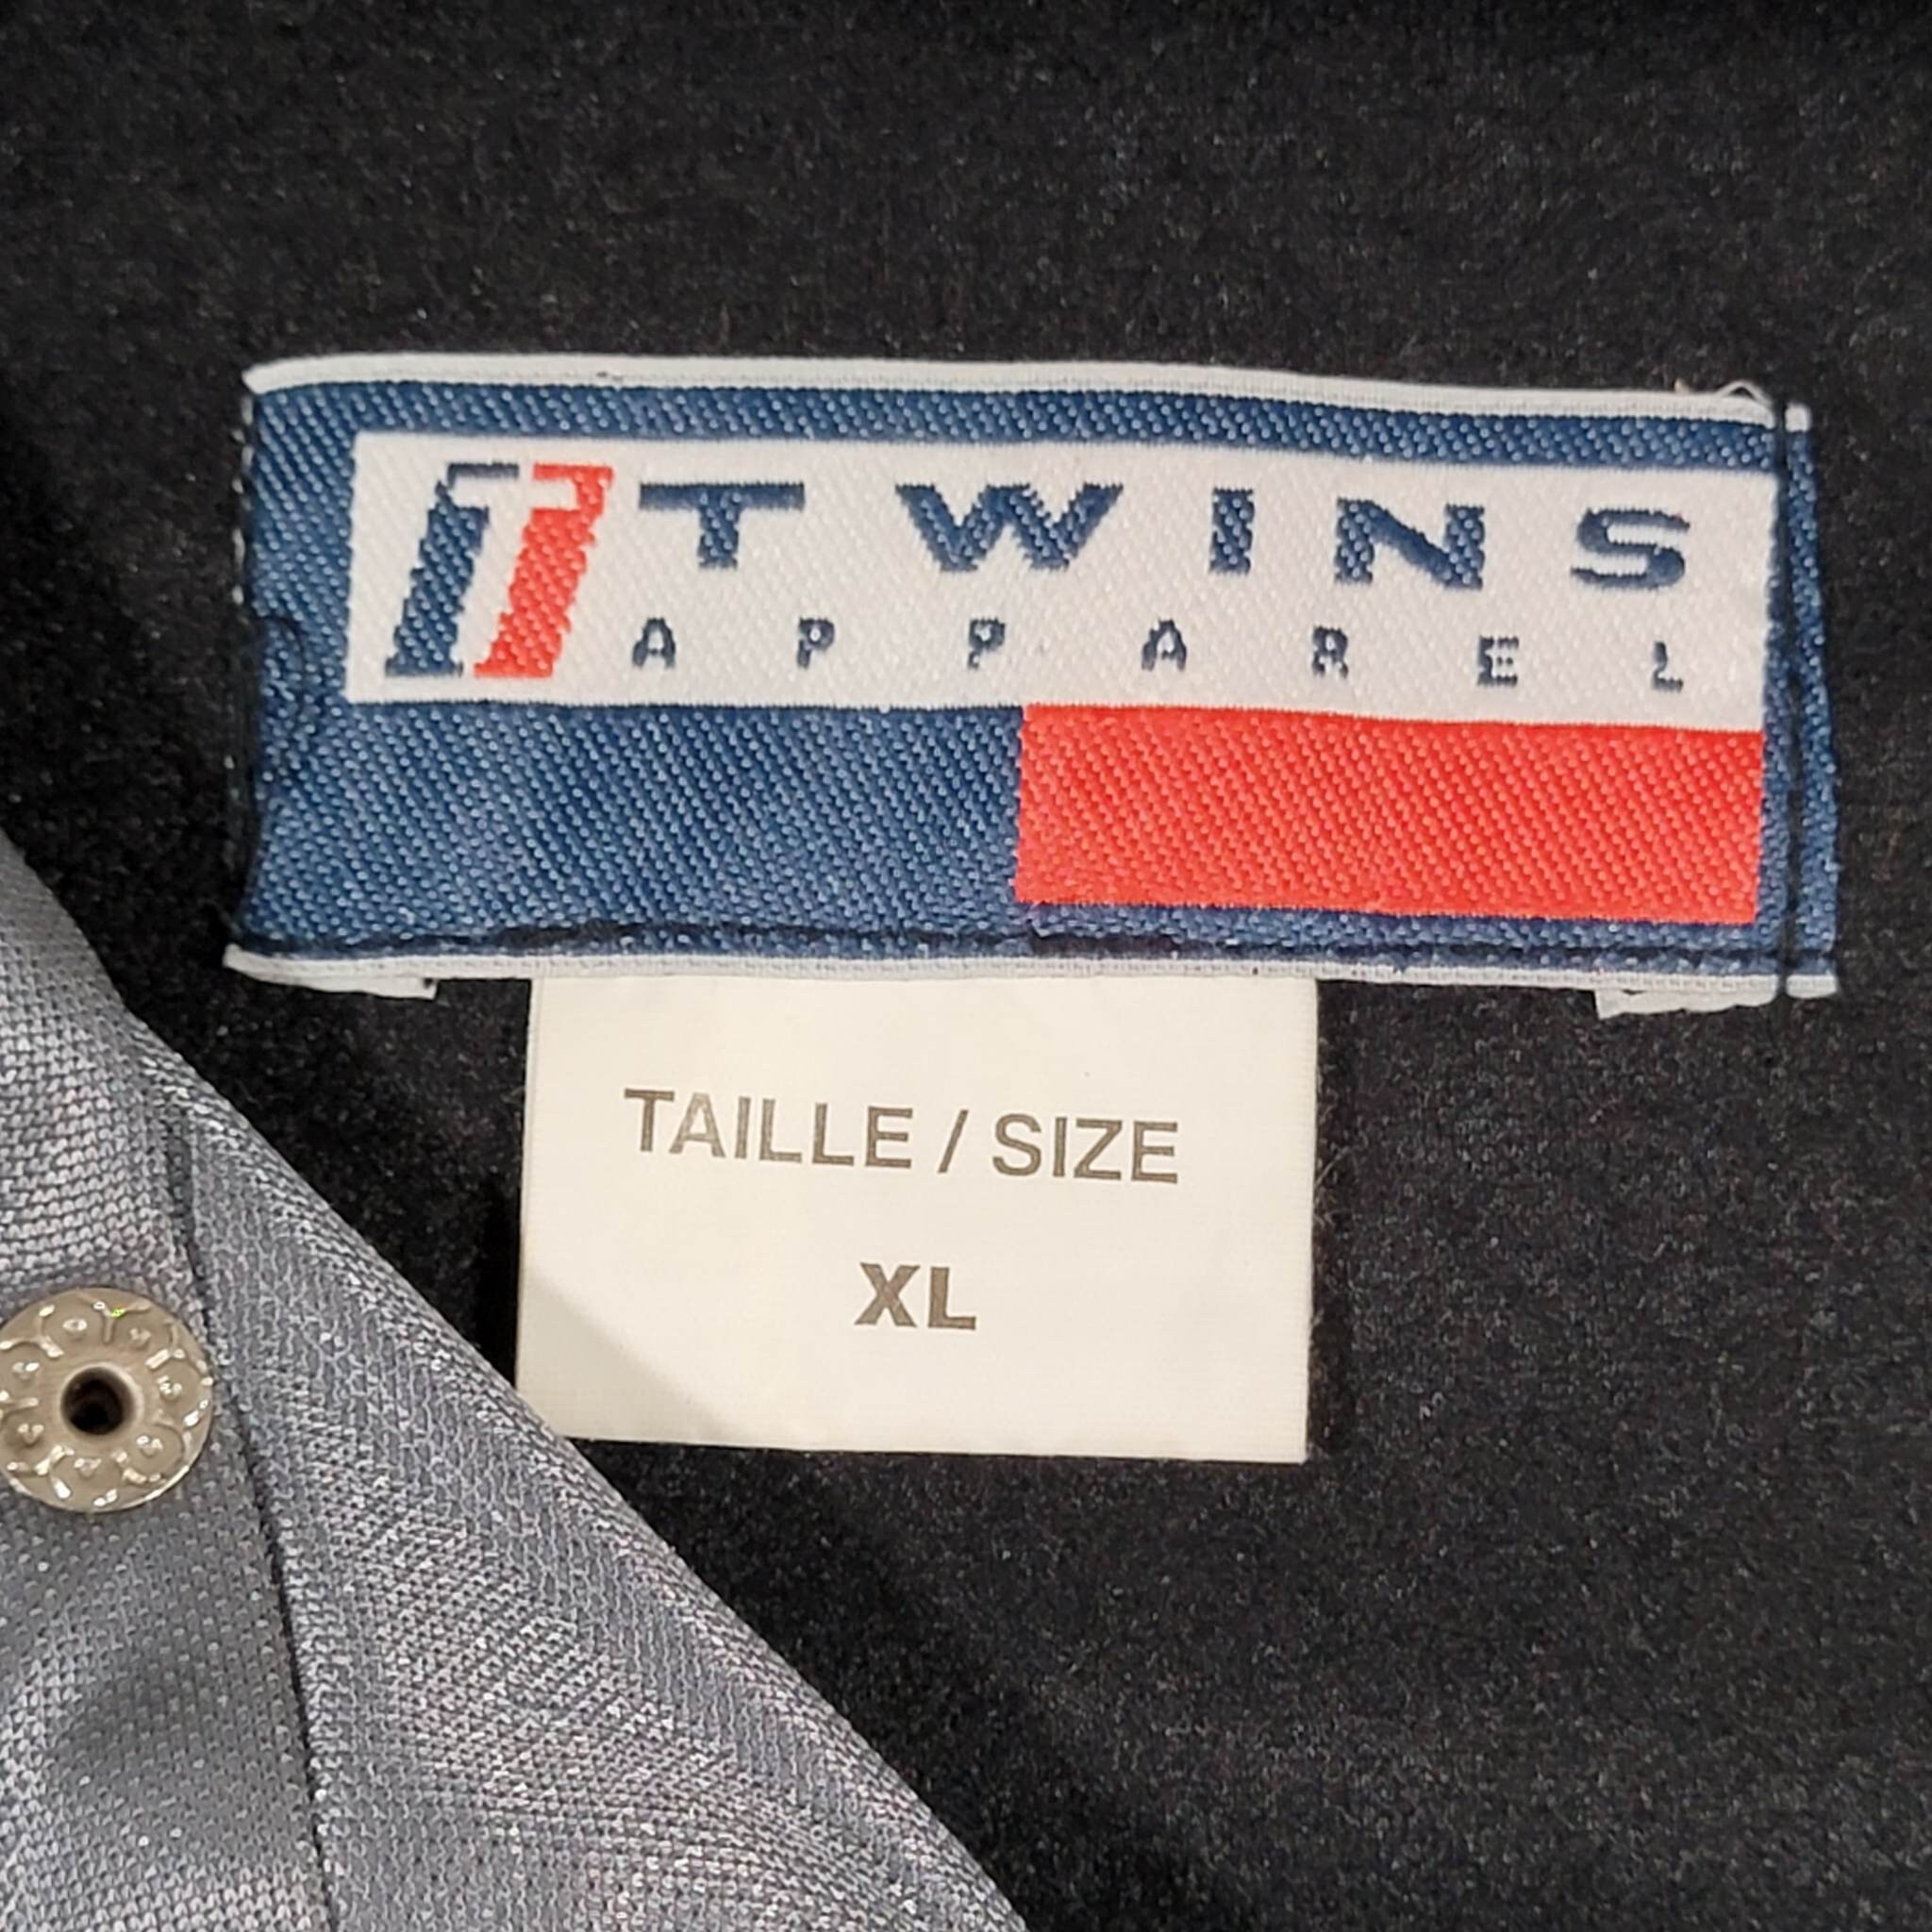 TWINS
APPAREL
TAILLE / SIZE
XL